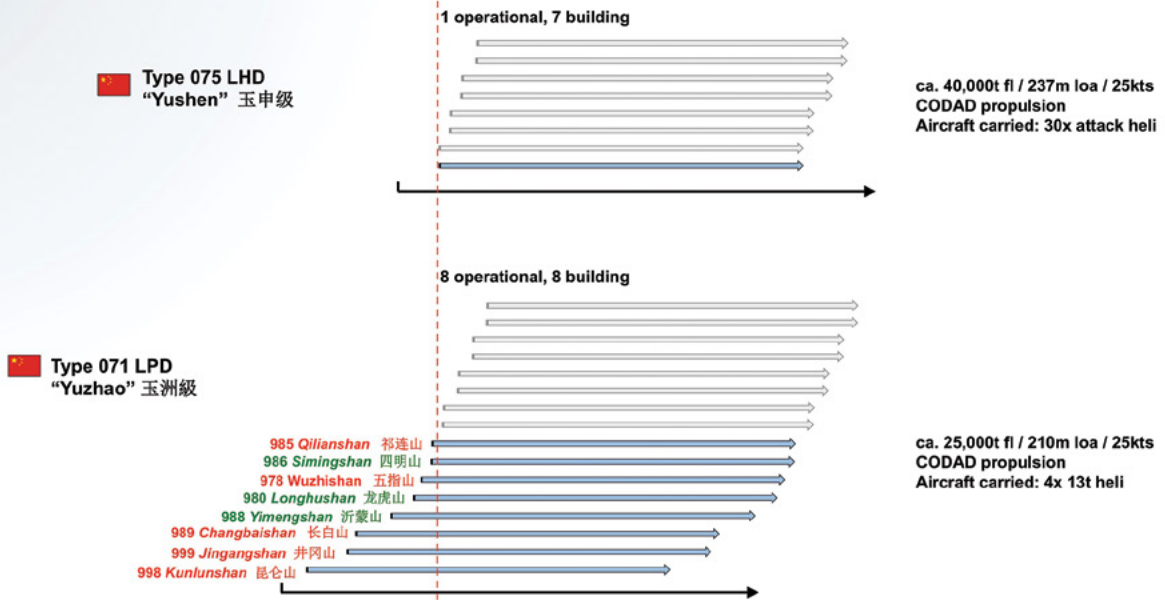 1 operational, 7 building
Type 075 LHD
“Yushen” 玉申级
ca. 40,000t fl / 237m loa / 25kts
CODAD propulsion
Aircraft carried: 30x attack heli
8 operational, 8 building
Type 071 LPD
“Yuzhao” 玉洲級
985 Qilianshan 祁连山
986 Simingshan 四明山
978 Wuzhishan 五指山
980 Longhushan 龙虎山
988 Yimengshan 沂蒙山
989 Changbaishan 长白山
999 Jingangshan 井冈山
998 Kunlunshan 昆仑山
ca. 25,000t fl / 210m loa / 25kts
CODAD propulsion
Aircraft carried: 4x 13t heli